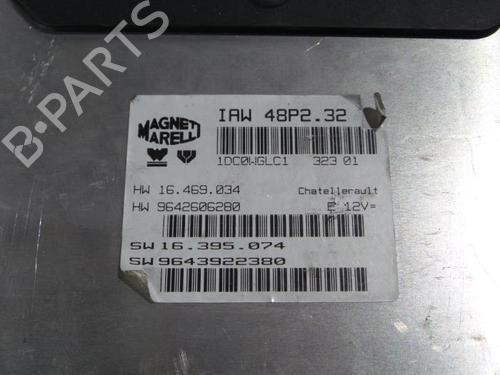 B-PARTS
MAGNETI
MARELLI
IAW 48P2.32
1DC0WGLC1 323 01
HW 16.469.034 Chatellerault
HW 9642606280 E 12V=
SW 16.395.074
SW 9643922380